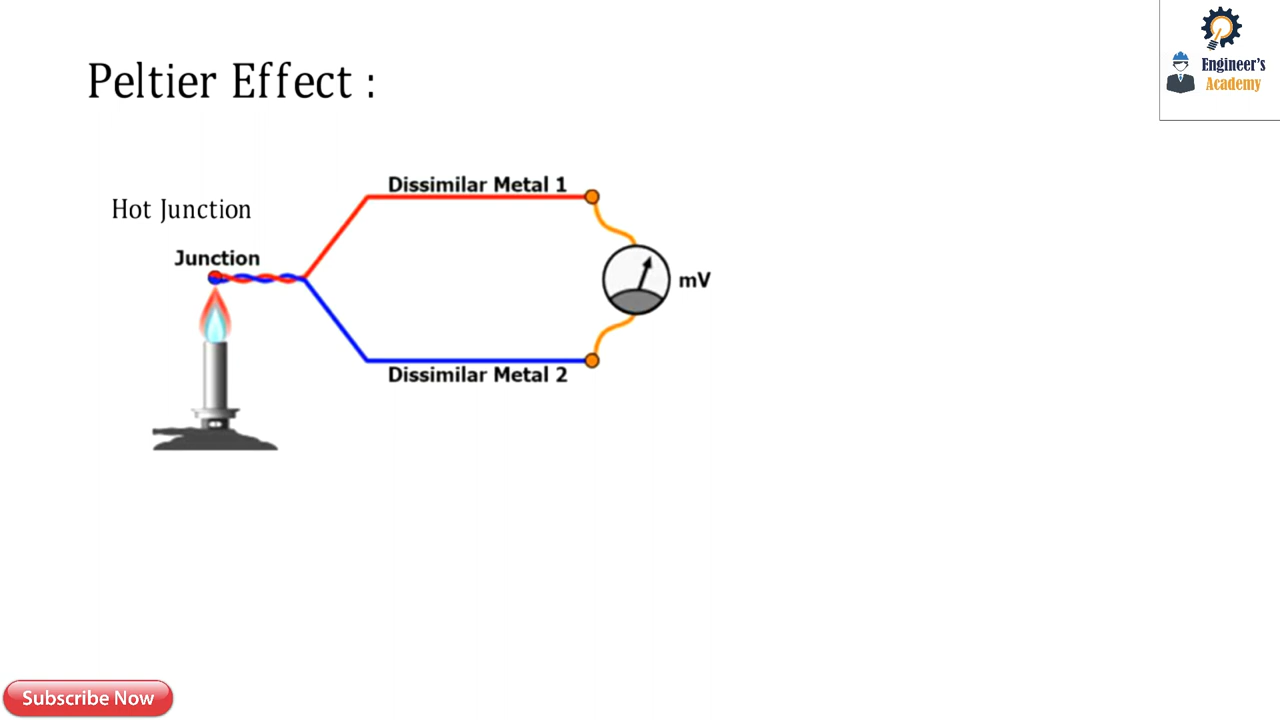 Engineer's
Academy
Peltier Effect :
Dissimilar Metal 1
Hot Junction
Junction
mV
Dissimilar Metal 2
Subscribe Now